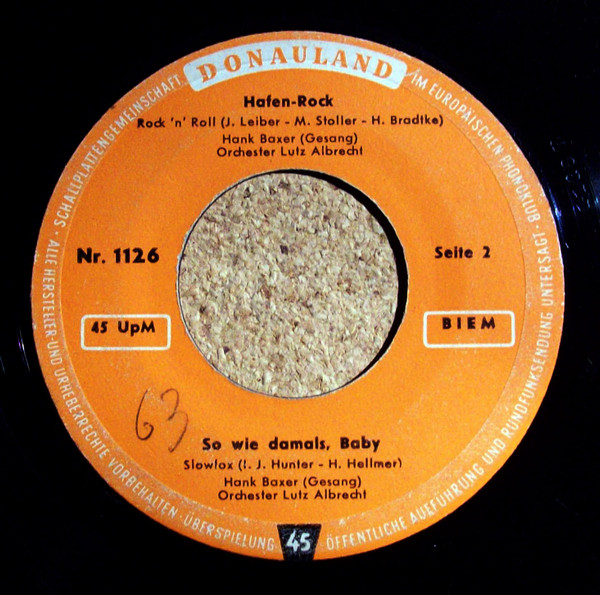 DONAULAND
SCHALLPLATTENGEMEINSCHAFT
IM EUROPÄISCHEN PHONOKLUB
Hafen-Rock
Rock 'n' Roll (J. Leiber - M. Stoller - H. Bradtke)
Hank Baxer (Gesang)
Orchester Lutz Albrecht
Nr. 1126
Seite 2
45 UpM
BIEM
63
So wie damals, Baby
Slowfox (I. J. Hunter - H. Hellmer)
Hank Baxer (Gesang)
Orchester Lutz Albrecht
· ALLE HERSTELLER- UND URHEBERRECHTE VORBEHALTEN · ÜBERSPIELUNG
45
ÖFFENTLICHE AUFFÜHRUNG UND RUNDFUNKSENDUNG UNTERSAGT ·